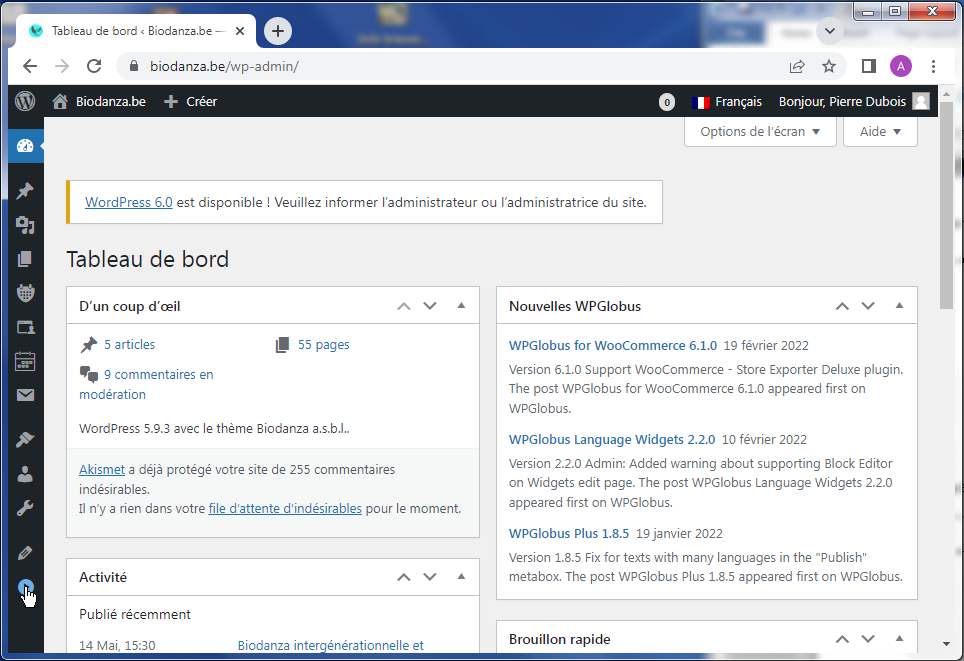 Tableau de bord ‹ Biodanza.be —
biodanza.be/wp-admin/
A
Biodanza.be
Créer
0
Français
Bonjour, Pierre Dubois
Options de l’écran
Aide
WordPress 6.0 est disponible ! Veuillez informer l’administrateur ou l’administratrice du site.
Tableau de bord
D’un coup d’œil
5 articles
55 pages
9 commentaires en
modération
WordPress 5.9.3 avec le thème Biodanza a.s.b.l..
Akismet a déjà protégé votre site de 255 commentaires
indésirables.
Il n’y a rien dans votre file d’attente d’indésirables pour le moment.
Activité
Publié récemment
14 Mai, 15:30
Biodanza intergénérationnelle et
Nouvelles WPGlobus
WPGlobus for WooCommerce 6.1.0 19 février 2022
Version 6.1.0 Support WooCommerce - Store Exporter Deluxe plugin.
The post WPGlobus for WooCommerce 6.1.0 appeared first on
WPGlobus.
WPGlobus Language Widgets 2.2.0 10 février 2022
Version 2.2.0 Admin: Added warning about supporting Block Editor
on Widgets edit page. The post WPGlobus Language Widgets 2.2.0
appeared first on WPGlobus.
WPGlobus Plus 1.8.5 19 janvier 2022
Version 1.8.5 Fix for texts with many languages in the "Publish"
metabox. The post WPGlobus Plus 1.8.5 appeared first on WPGlobus.
Brouillon rapide